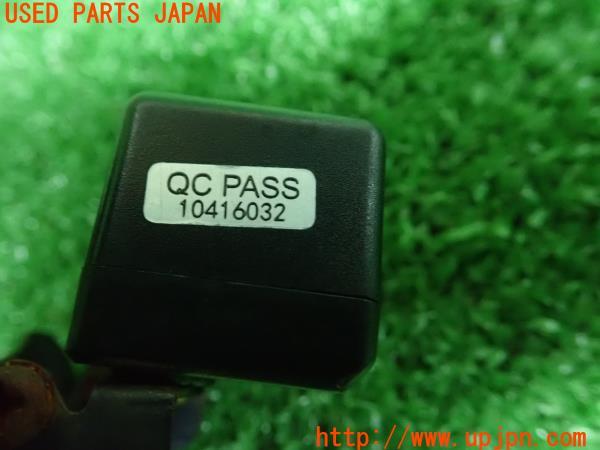 USED PARTS JAPAN
QC PASS
10416032
http://www.upjpn.com